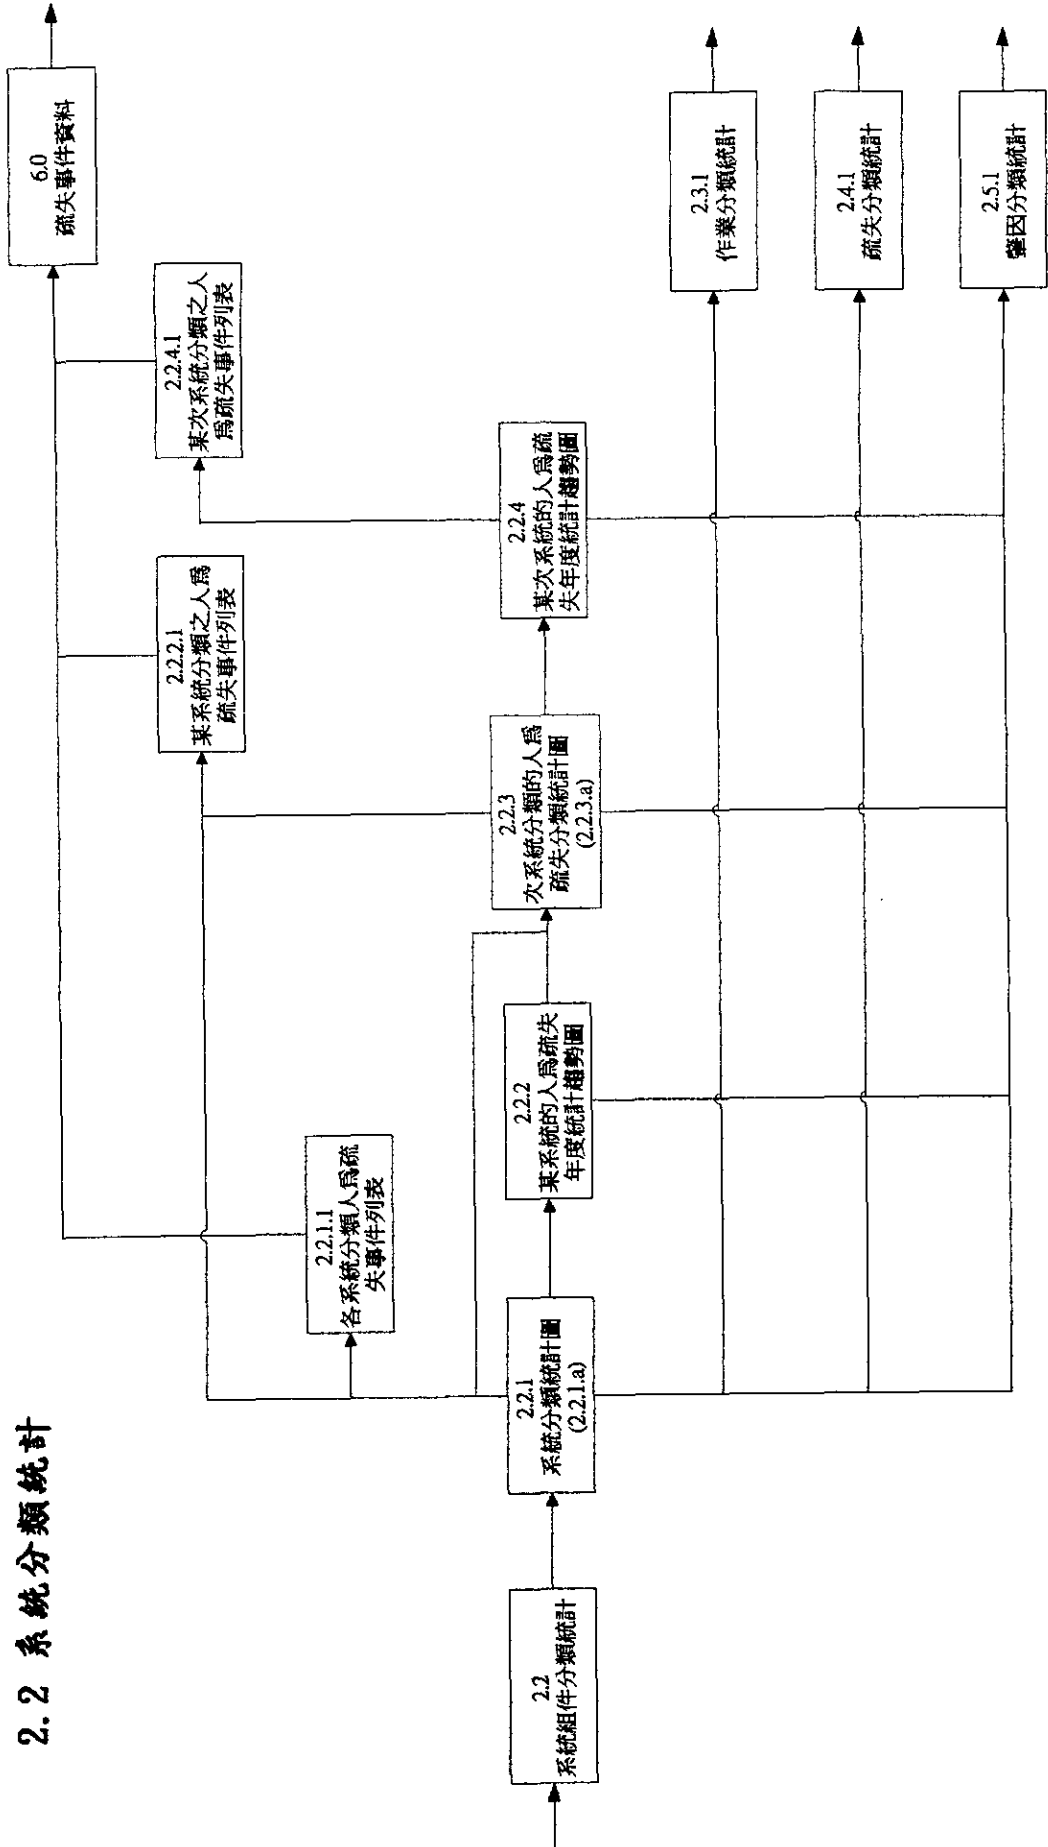 2.2 系統分類統計
6.0
疏失事件資料
2.2.4.1
某次系統分類之人
爲疏失事件列表
2.2.2.1
某系統分類之人爲
疏失事件列表
2.2.1.1
各系統分類人爲疏
失事件列表
2.2
系統組件分類統計
2.2.1
系統分類統計圖
(2.2.1.a)
2.2.2
某系統的人爲疏失
年度統計趨勢圖
2.2.3
次系統分類的人爲
疏失分類統計圖
(2.2.3.a)
2.2.4
某次系統的人爲疏
失年度統計趨勢圖
2.3.1
作業分類統計
2.4.1
疏失分類統計
2.5.1
肇因分類統計